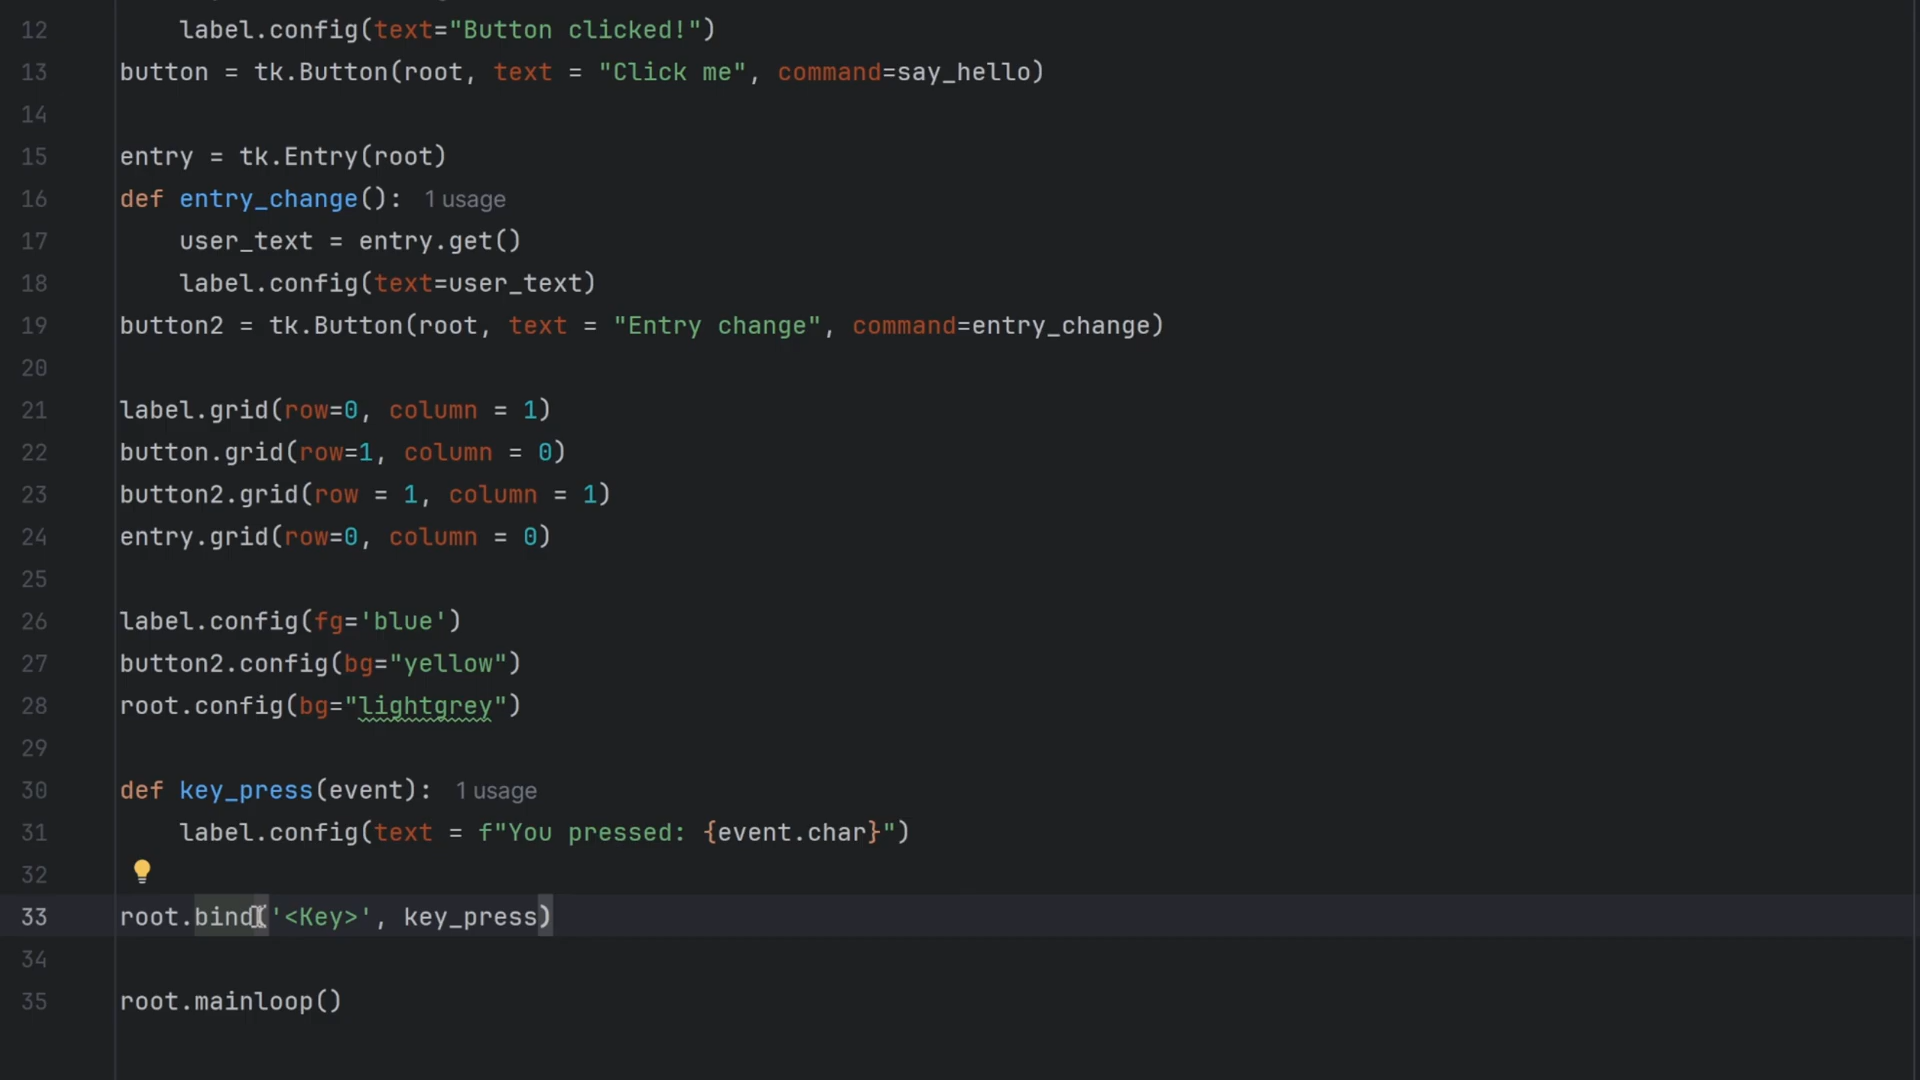 12 label.config(text="Button clicked!")
13 button = tk.Button(root, text = "Click me", command=say_hello)
14
15 entry = tk.Entry(root)
16 def entry_change(): 1 usage
17 user_text = entry.get()
18 label.config(text=user_text)
19 button2 = tk.Button(root, text = "Entry change", command=entry_change)
20
21 label.grid(row=0, column = 1)
22 button.grid(row=1, column = 0)
23 button2.grid(row = 1, column = 1)
24 entry.grid(row=0, column = 0)
25
26 label.config(fg='blue')
27 button2.config(bg="yellow")
28 root.config(bg="lightgrey")
29
30 def key_press(event): 1 usage
31 label.config(text = f"You pressed: {event.char}")
32
33 root.bind('<Key>', key_press)
34
35 root.mainloop()